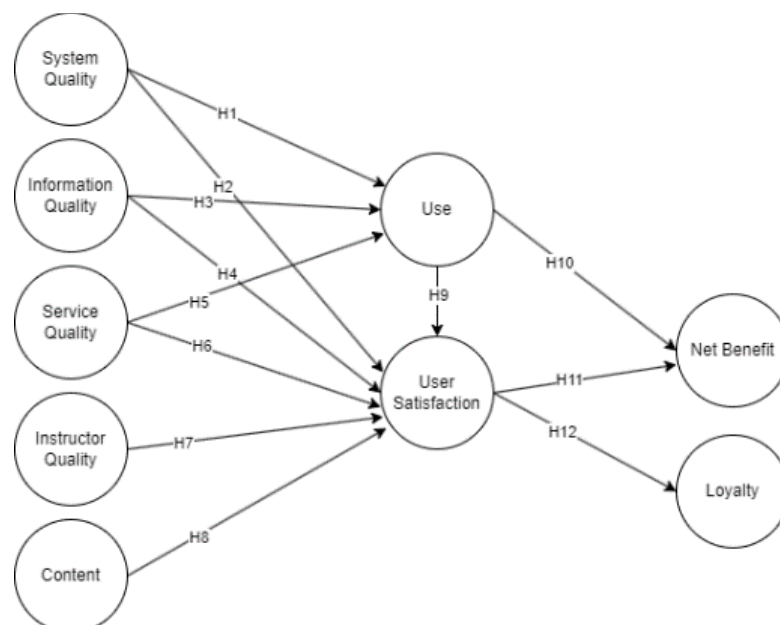 System
Quality
H1
Information
Quality
H2
H3
Use
Service
Quality
H4
H5
H6
H9
H10
Net Benefit
User
Satisfaction
H11
Instructor
Quality
H7
H12
Loyalty
Content
H8